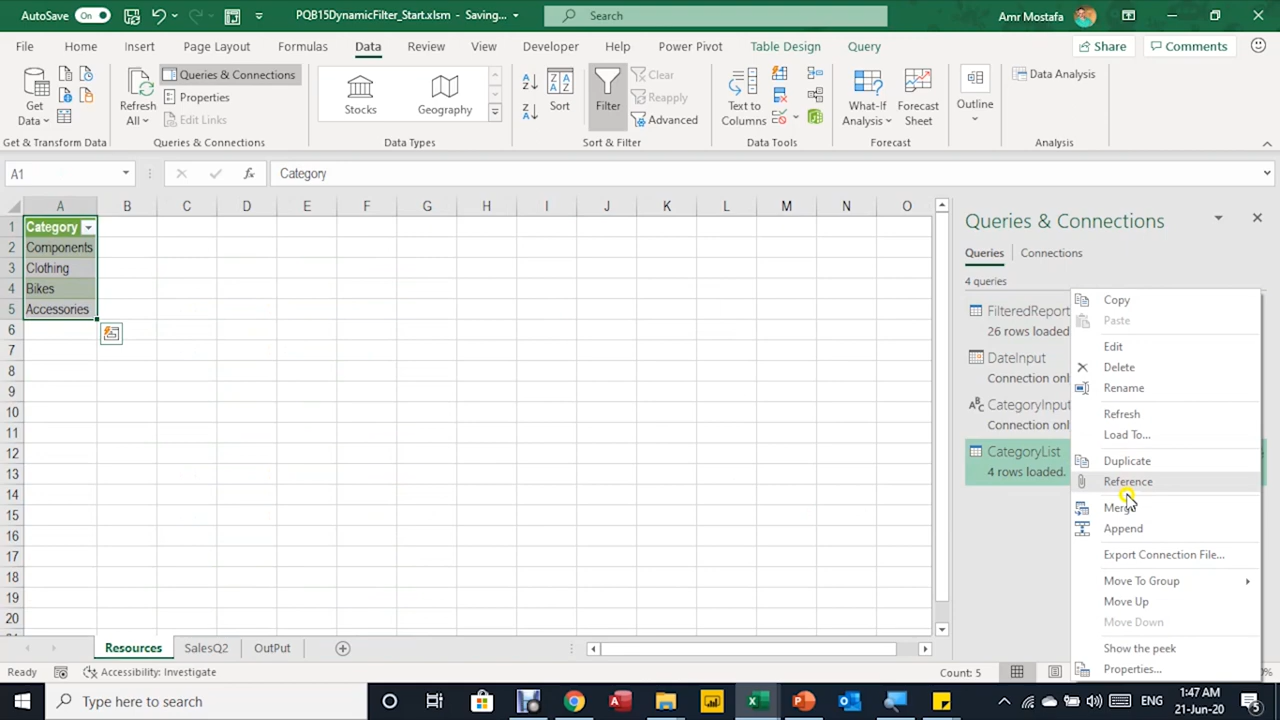 AutoSave On PQB15DynamicFilter_Start.xlsm - Saving... Search Amr Mostafa
File Home Insert Page Layout Formulas Data Review View Developer Help Power Pivot Table Design Query Share Comments
Get Data
Refresh All
Queries & Connections
Properties
Edit Links
Stocks
Geography
Sort
Filter
Clear
Reapply
Advanced
Text to Columns
What-If Analysis
Forecast Sheet
Outline
Data Analysis
Get & Transform Data Queries & Connections Data Types Sort & Filter Data Tools Forecast Analysis
A1 fx Category
A B C D E F G H I J K L M N O
1 Category
2 Components
3 Clothing
4 Bikes
5 Accessories
6
7
8
9
10
11
12
13
14
15
16
17
18
19
20
Queries & Connections
Queries Connections
4 queries
FilteredReport
26 rows loaded.
DateInput
Connection onl
CategoryInpu
Connection onl
CategoryList
4 rows loaded.
Copy
Paste
Edit
Delete
Rename
Refresh
Load To...
Duplicate
Reference
Merge
Append
Export Connection File...
Move To Group
Move Up
Move Down
Show the peek
Properties...
Resources SalesQ2 OutPut
Ready Accessibility: Investigate Count: 5
Type here to search ENG 1:47 AM
21-Jun-20 5